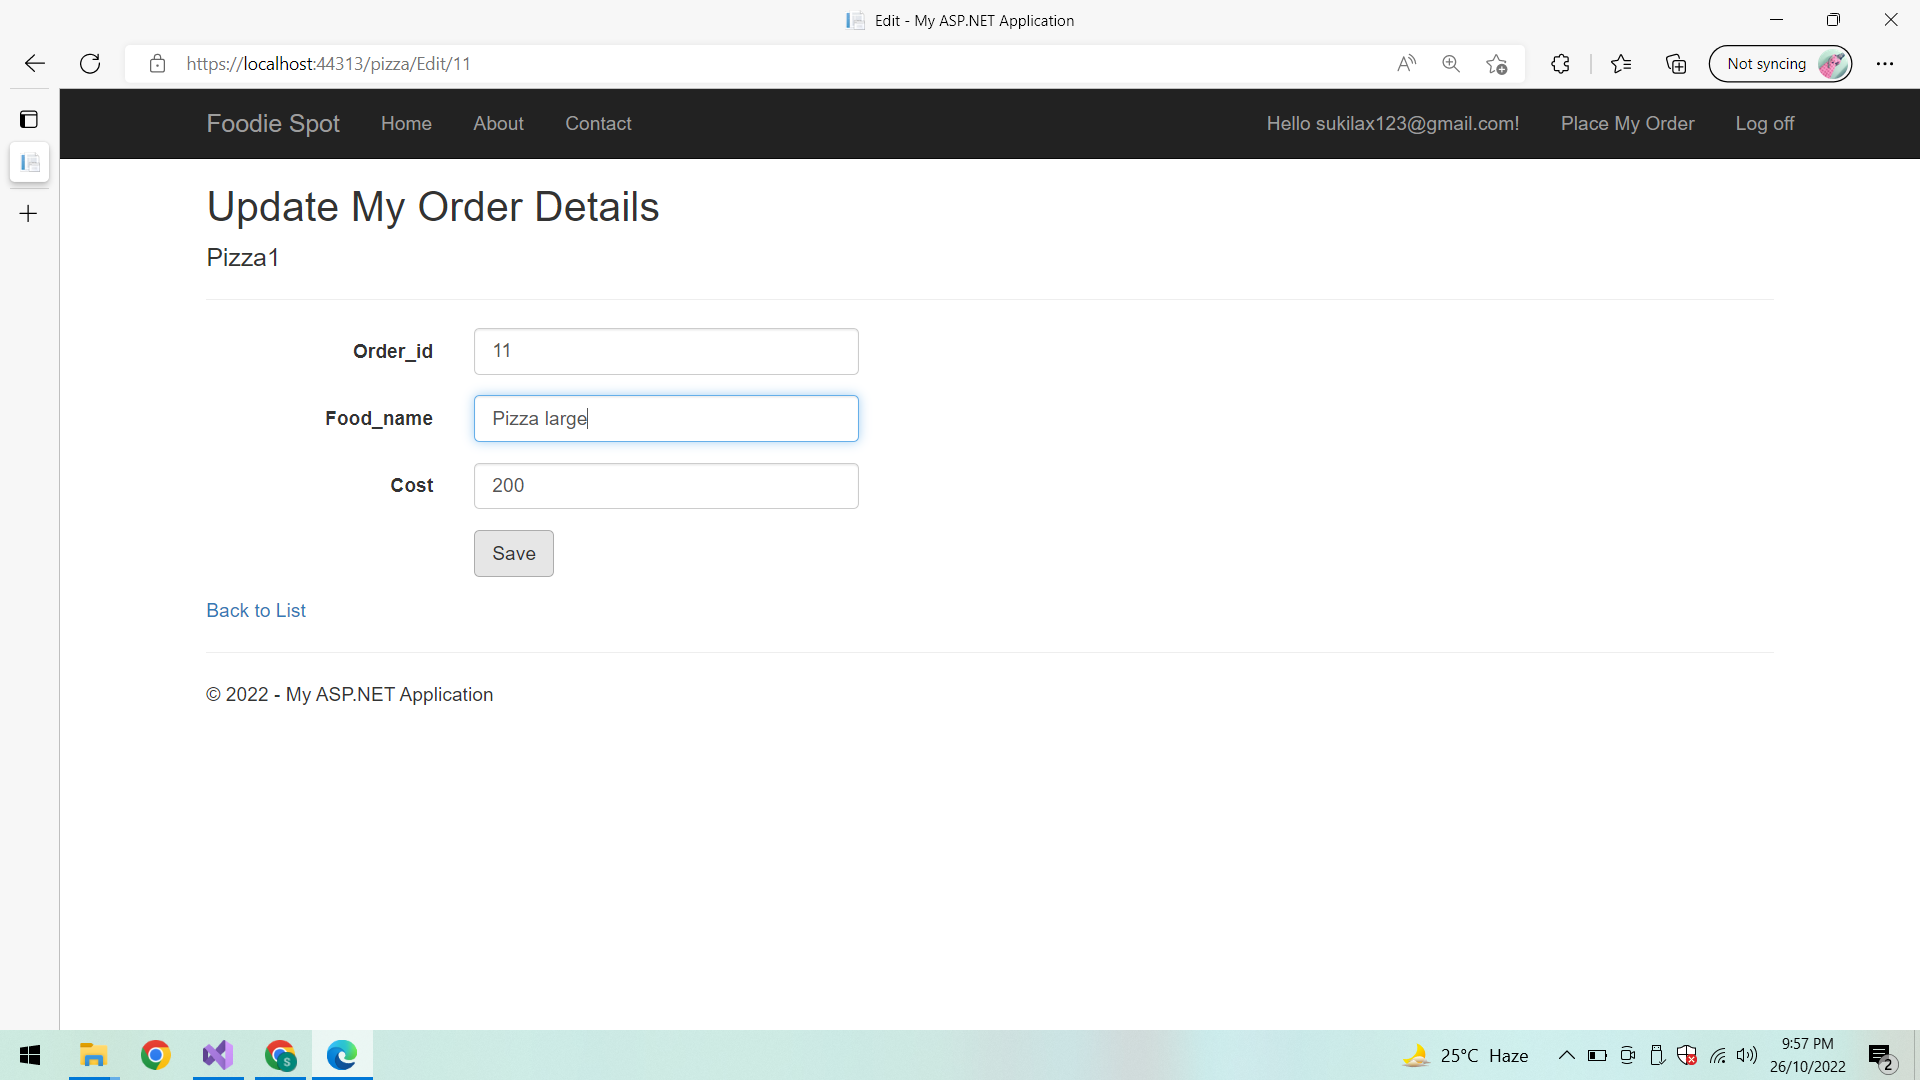 Edit - My ASP.NET Application
https://localhost:44313/pizza/Edit/11
Not syncing
Foodie Spot
Home
About
Contact
Hello sukilax123@gmail.com!
Place My Order
Log off
Update My Order Details
Pizza1
Order_id
11
Food_name
Pizza large
Cost
200
Save
Back to List
© 2022 - My ASP.NET Application
25°C Haze
9:57 PM
26/10/2022
2